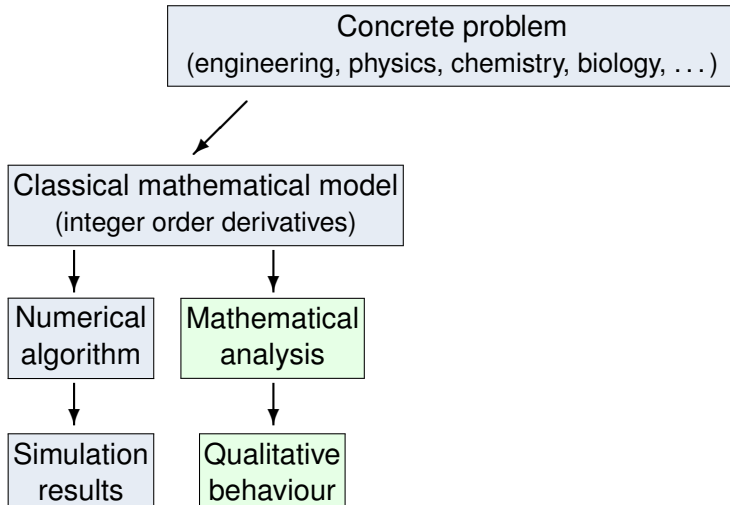 Concrete problem
(engineering, physics, chemistry, biology, . . . )
Classical mathematical model
(integer order derivatives)
Numerical
algorithm
Mathematical
analysis
Simulation
results
Qualitative
behaviour